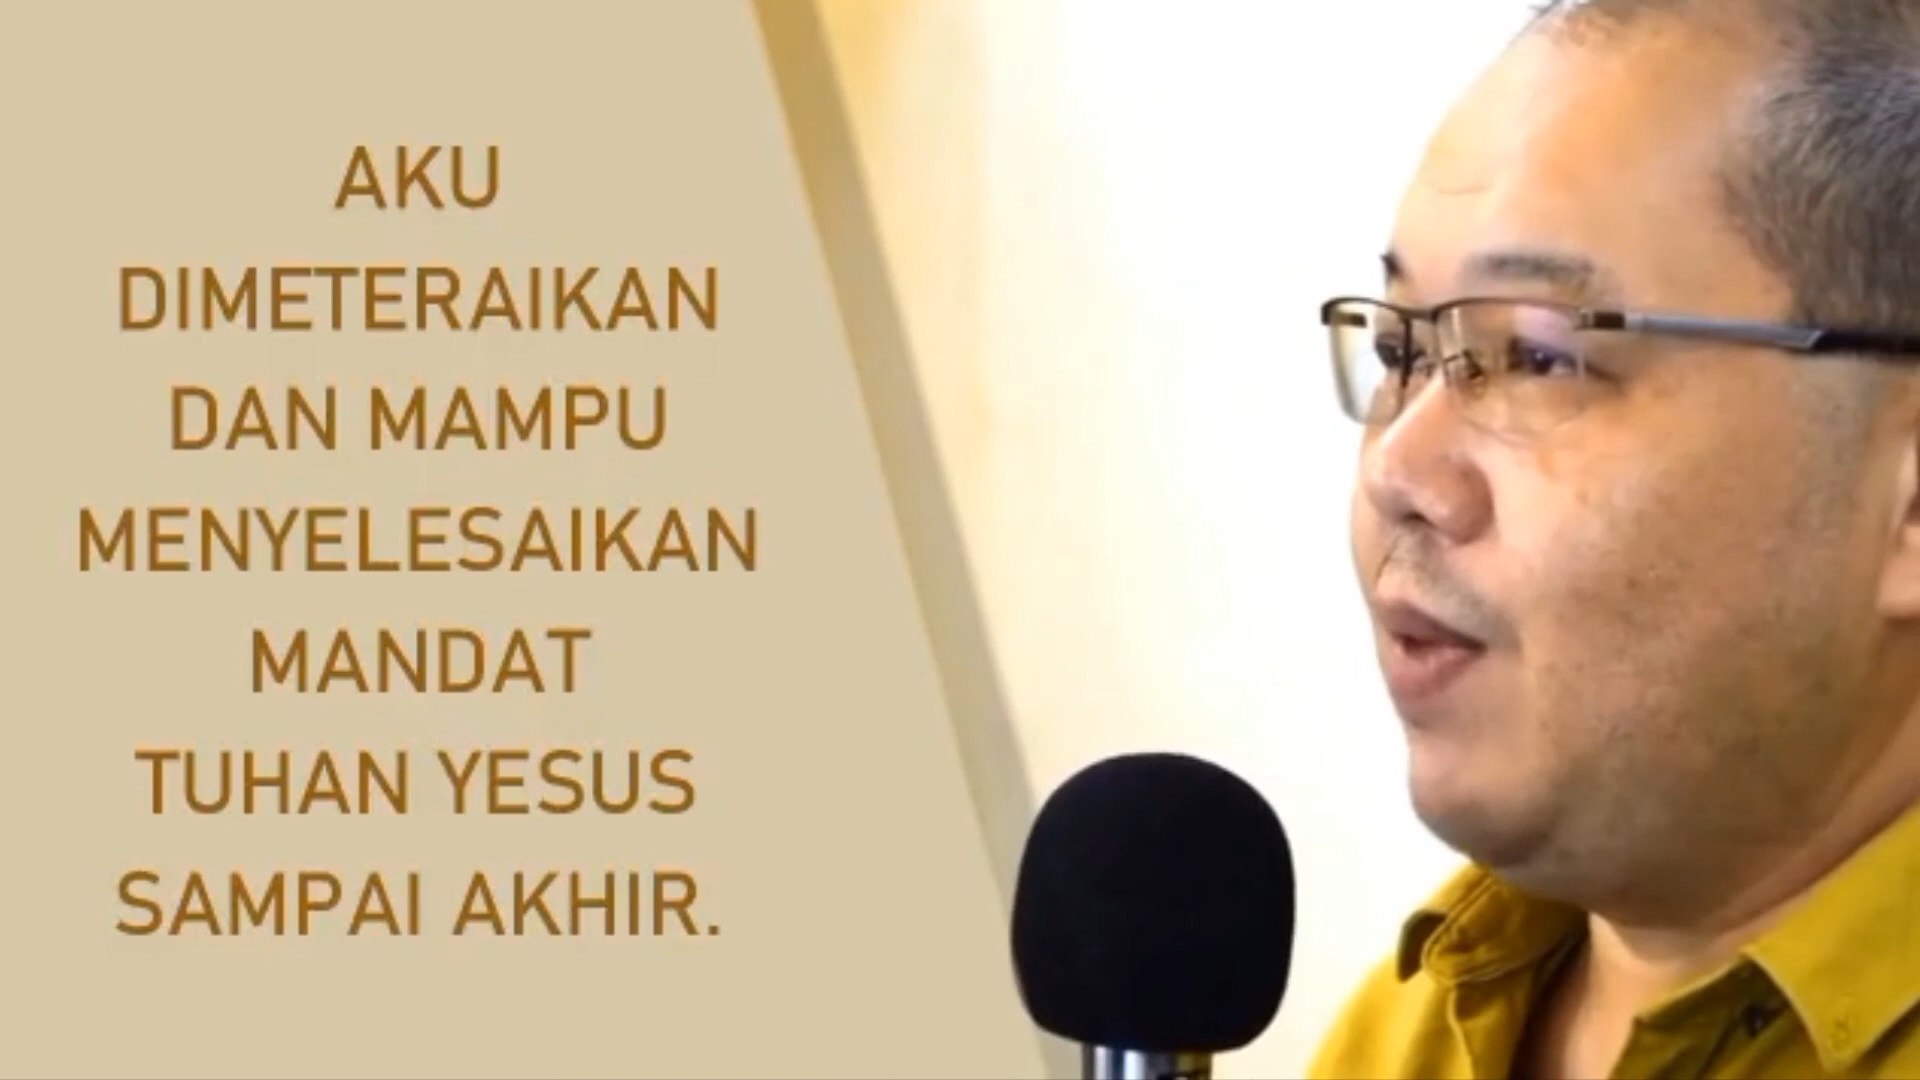 AKU
DIMETERAIKAN
DAN MAMPU
MENYELESAIKAN
MANDAT
TUHAN YESUS
SAMPAI AKHIR.